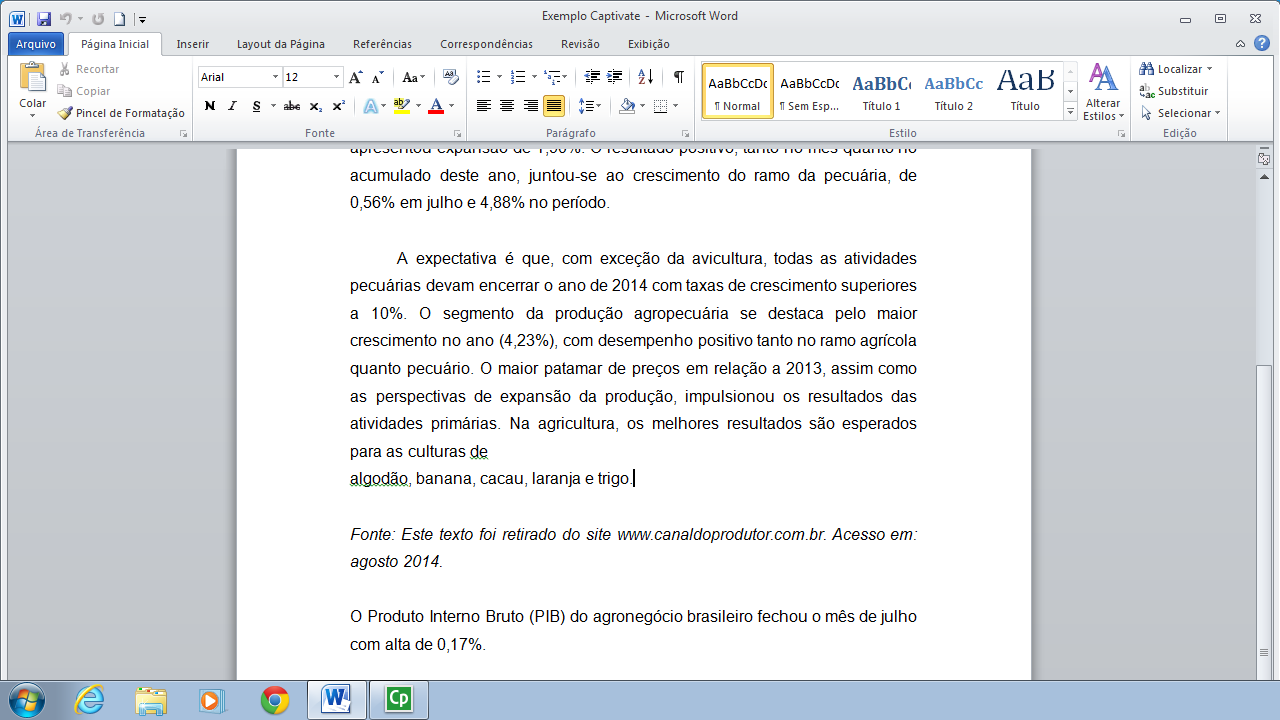 Exemplo Captivate - Microsoft Word
Arquivo Página Inicial Inserir Layout da Página Referências Correspondências Revisão Exibição
Colar
Recortar
Copiar
Pincel de Formatação
Área de Transferência
Arial 12
N I S abc x₂ x²
Fonte
Parágrafo
AaBbCcDc AaBbCcDc AaBbCc AaBbCc AaB
¶ Normal ¶ Sem Esp... Título 1 Título 2 Título
Alterar
Estilos
Estilo
Localizar
Substituir
Selecionar
Edição
apresentou expansão de 1,90%. O resultado positivo, tanto no mês quanto no
acumulado deste ano, juntou-se ao crescimento do ramo da pecuária, de
0,56% em julho e 4,88% no período.
A expectativa é que, com exceção da avicultura, todas as atividades
pecuárias devam encerrar o ano de 2014 com taxas de crescimento superiores
a 10%. O segmento da produção agropecuária se destaca pelo maior
crescimento no ano (4,23%), com desempenho positivo tanto no ramo agrícola
quanto pecuário. O maior patamar de preços em relação a 2013, assim como
as perspectivas de expansão da produção, impulsionou os resultados das
atividades primárias. Na agricultura, os melhores resultados são esperados
para as culturas de
algodão, banana, cacau, laranja e trigo.
Fonte: Este texto foi retirado do site www.canaldoprodutor.com.br. Acesso em:
agosto 2014.
O Produto Interno Bruto (PIB) do agronegócio brasileiro fechou o mês de julho
com alta de 0,17%.
Cp